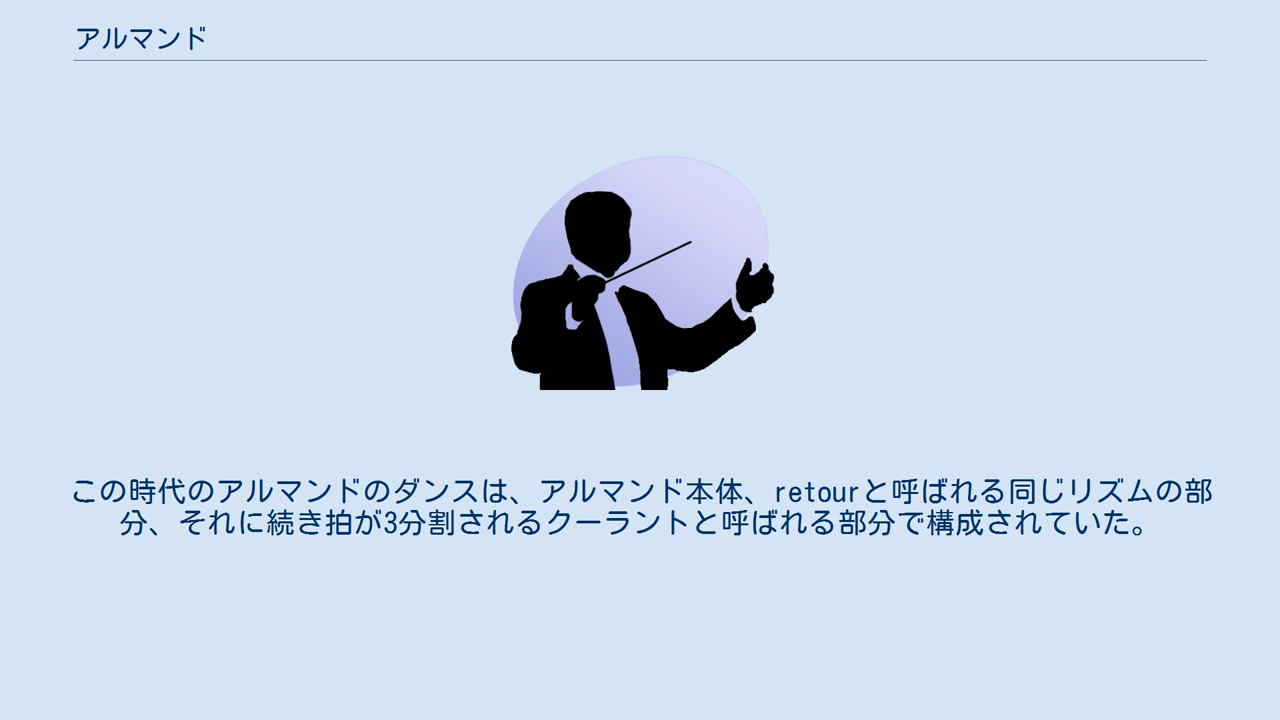 アルマンド
この時代のアルマンドのダンスは、アルマンド本体、retourと呼ばれる同じリズムの部
分、それに続き拍が3分割されるクーラントと呼ばれる部分で構成されていた。